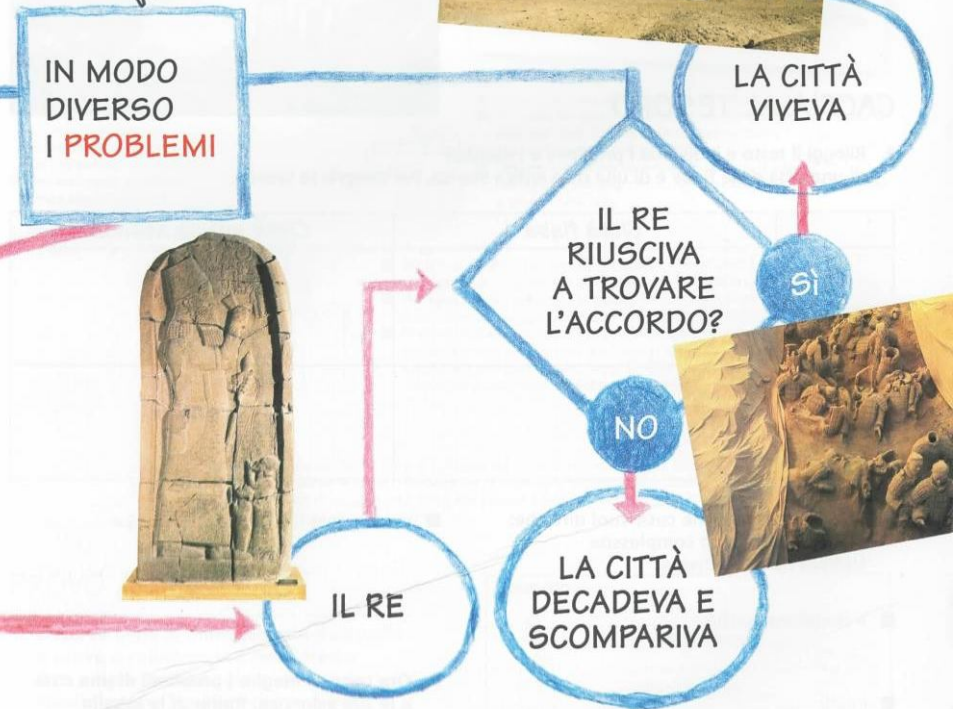 IN MODO
DIVERSO
I PROBLEMI
LA CITTÀ
VIVEVA
IL RE
RIUSCIVA
A TROVARE
L'ACCORDO?
SÌ
NO
IL RE
LA CITTÀ
DECADEVA E
SCOMPARIVA